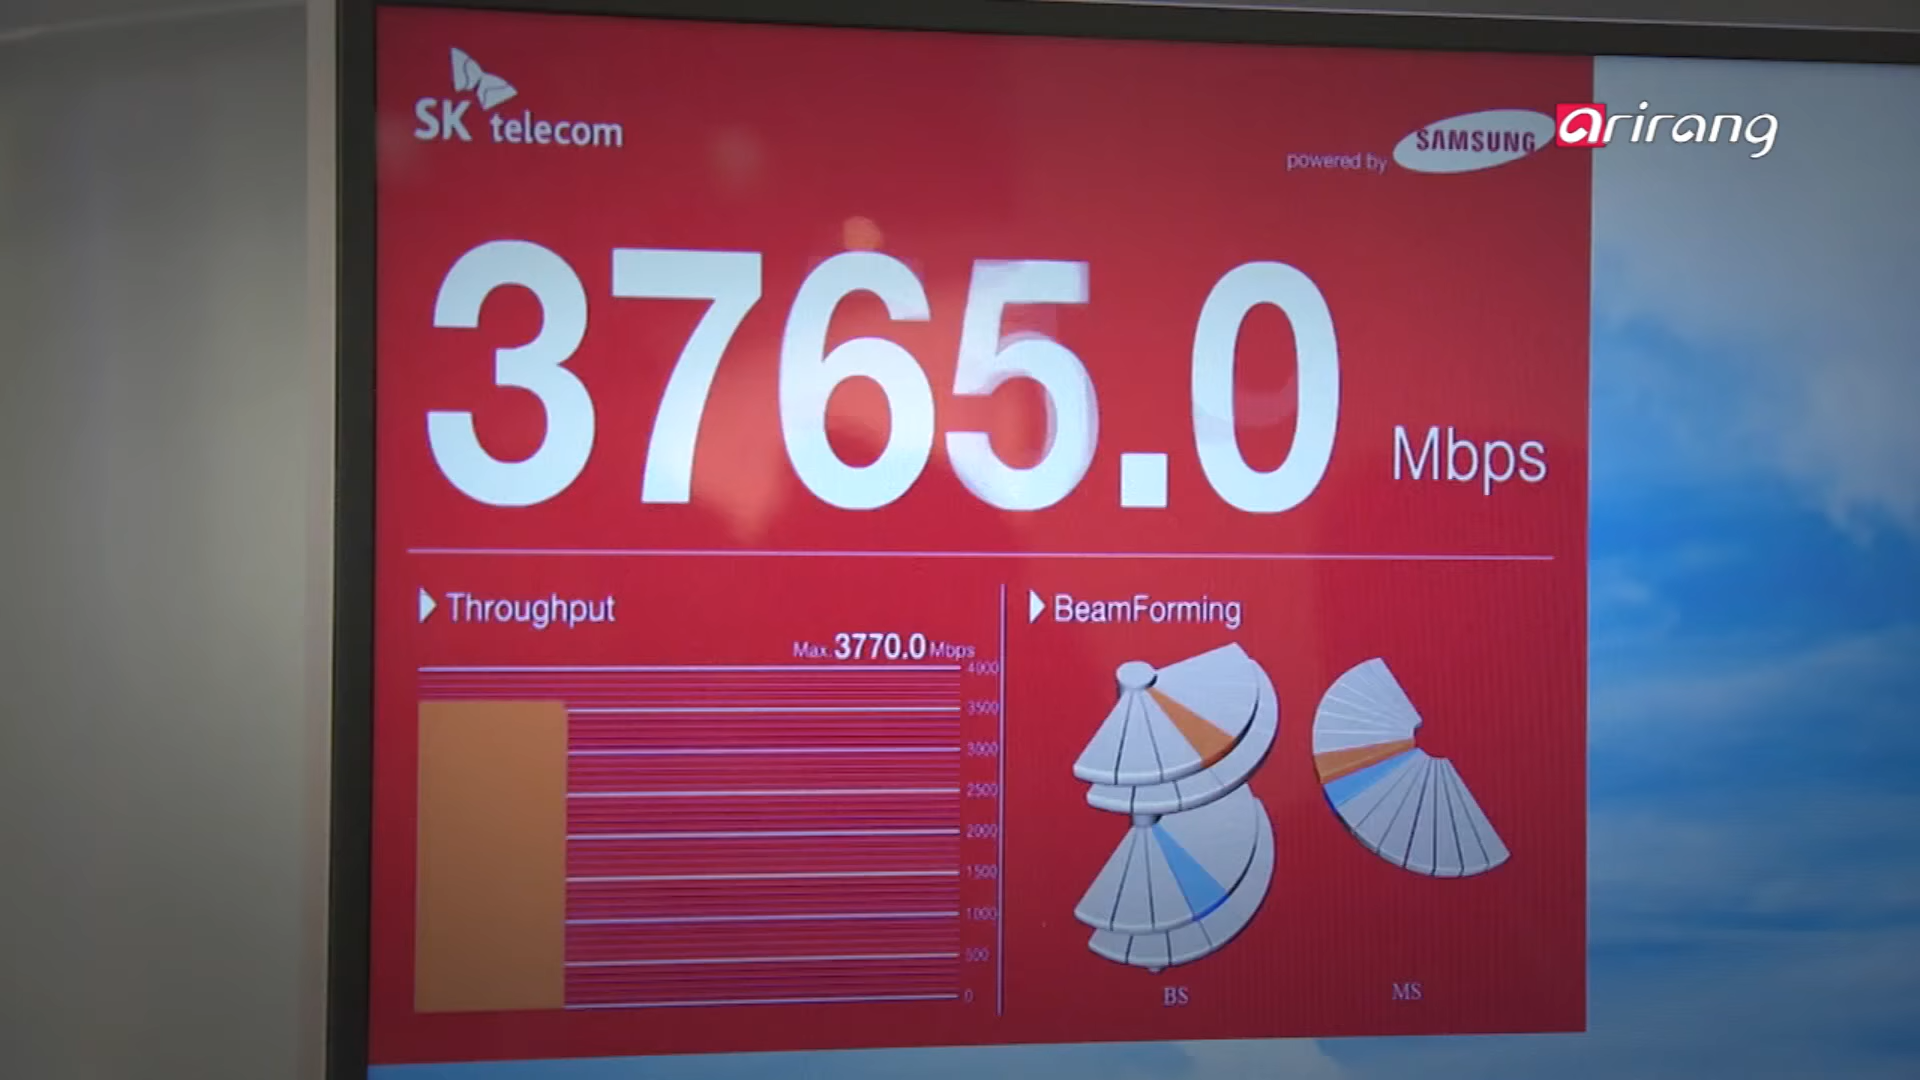 SK telecom
powered by SAMSUNG
arirang
3765.0 Mbps
Throughput
Max. 3770.0 Mbps
4000
3500
3000
2500
2000
1500
1000
500
0
BeamForming
BS
MS